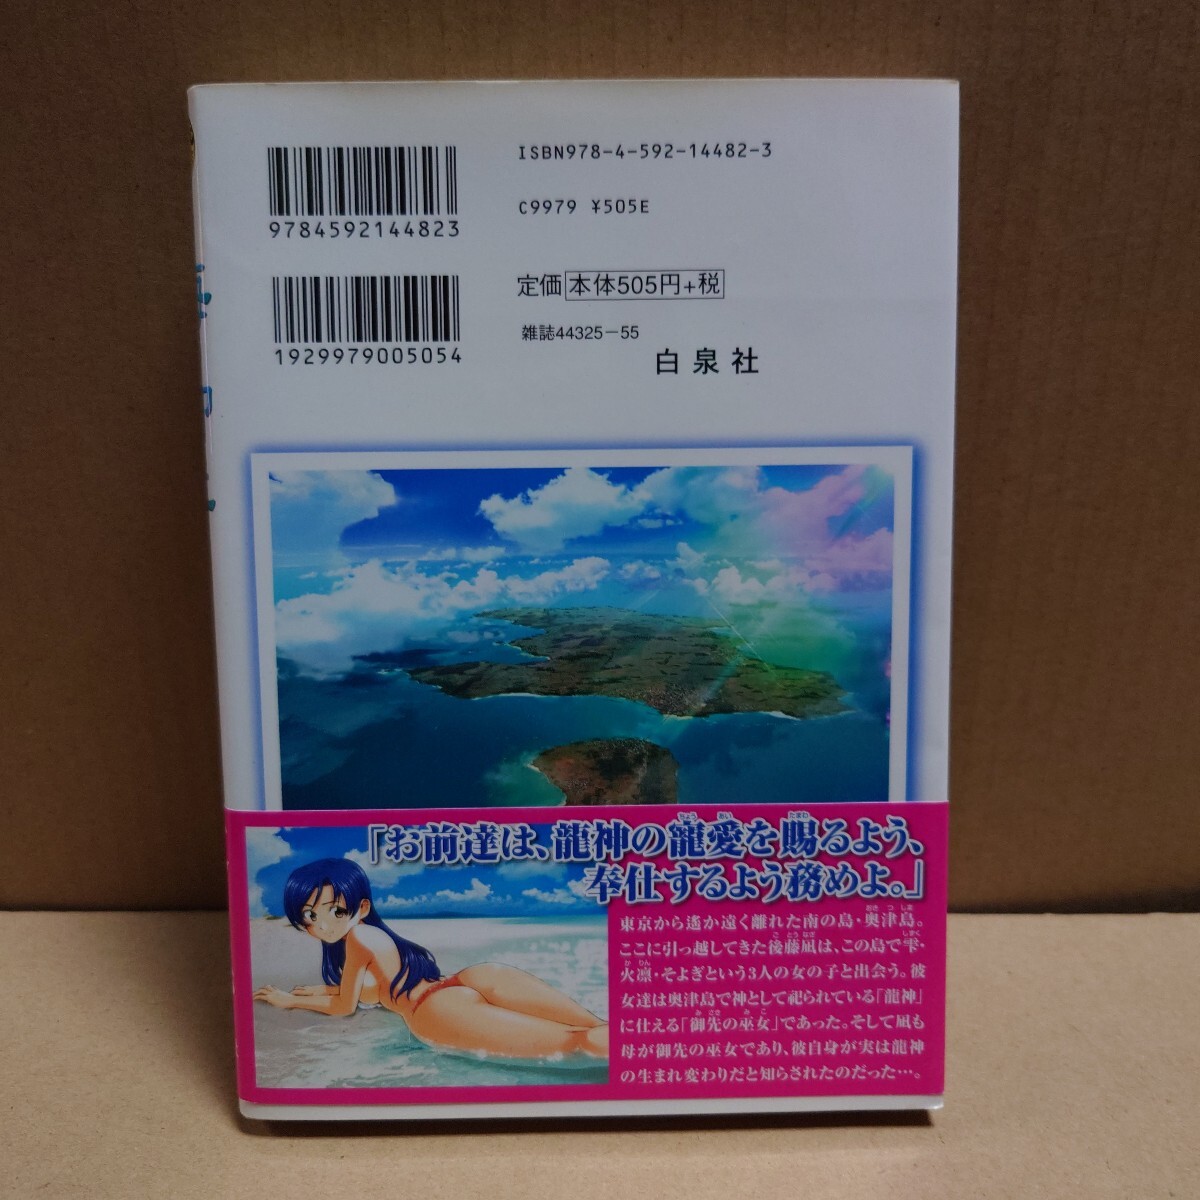 ISBN978-4-592-14482-3
9784592144823
C9979 ¥505E
定価 本体505円+税
1929979005054
雑誌44325-55
白泉社
「お前達は、龍神の寵愛を賜るよう、
奉仕するよう務めよ。」
東京から遙か遠く離れた南の島・奥津島。
ここに引っ越してきた後藤凪は、この島で雫・
火凛・そよぎという3人の女の子と出会う。彼
女達は奥津島で神として祀られている「龍神」
に仕える「御先の巫女」であった。そして凪も
母が御先の巫女であり、彼自身が実は龍神
の生まれ変わりだと知らされたのだった…。